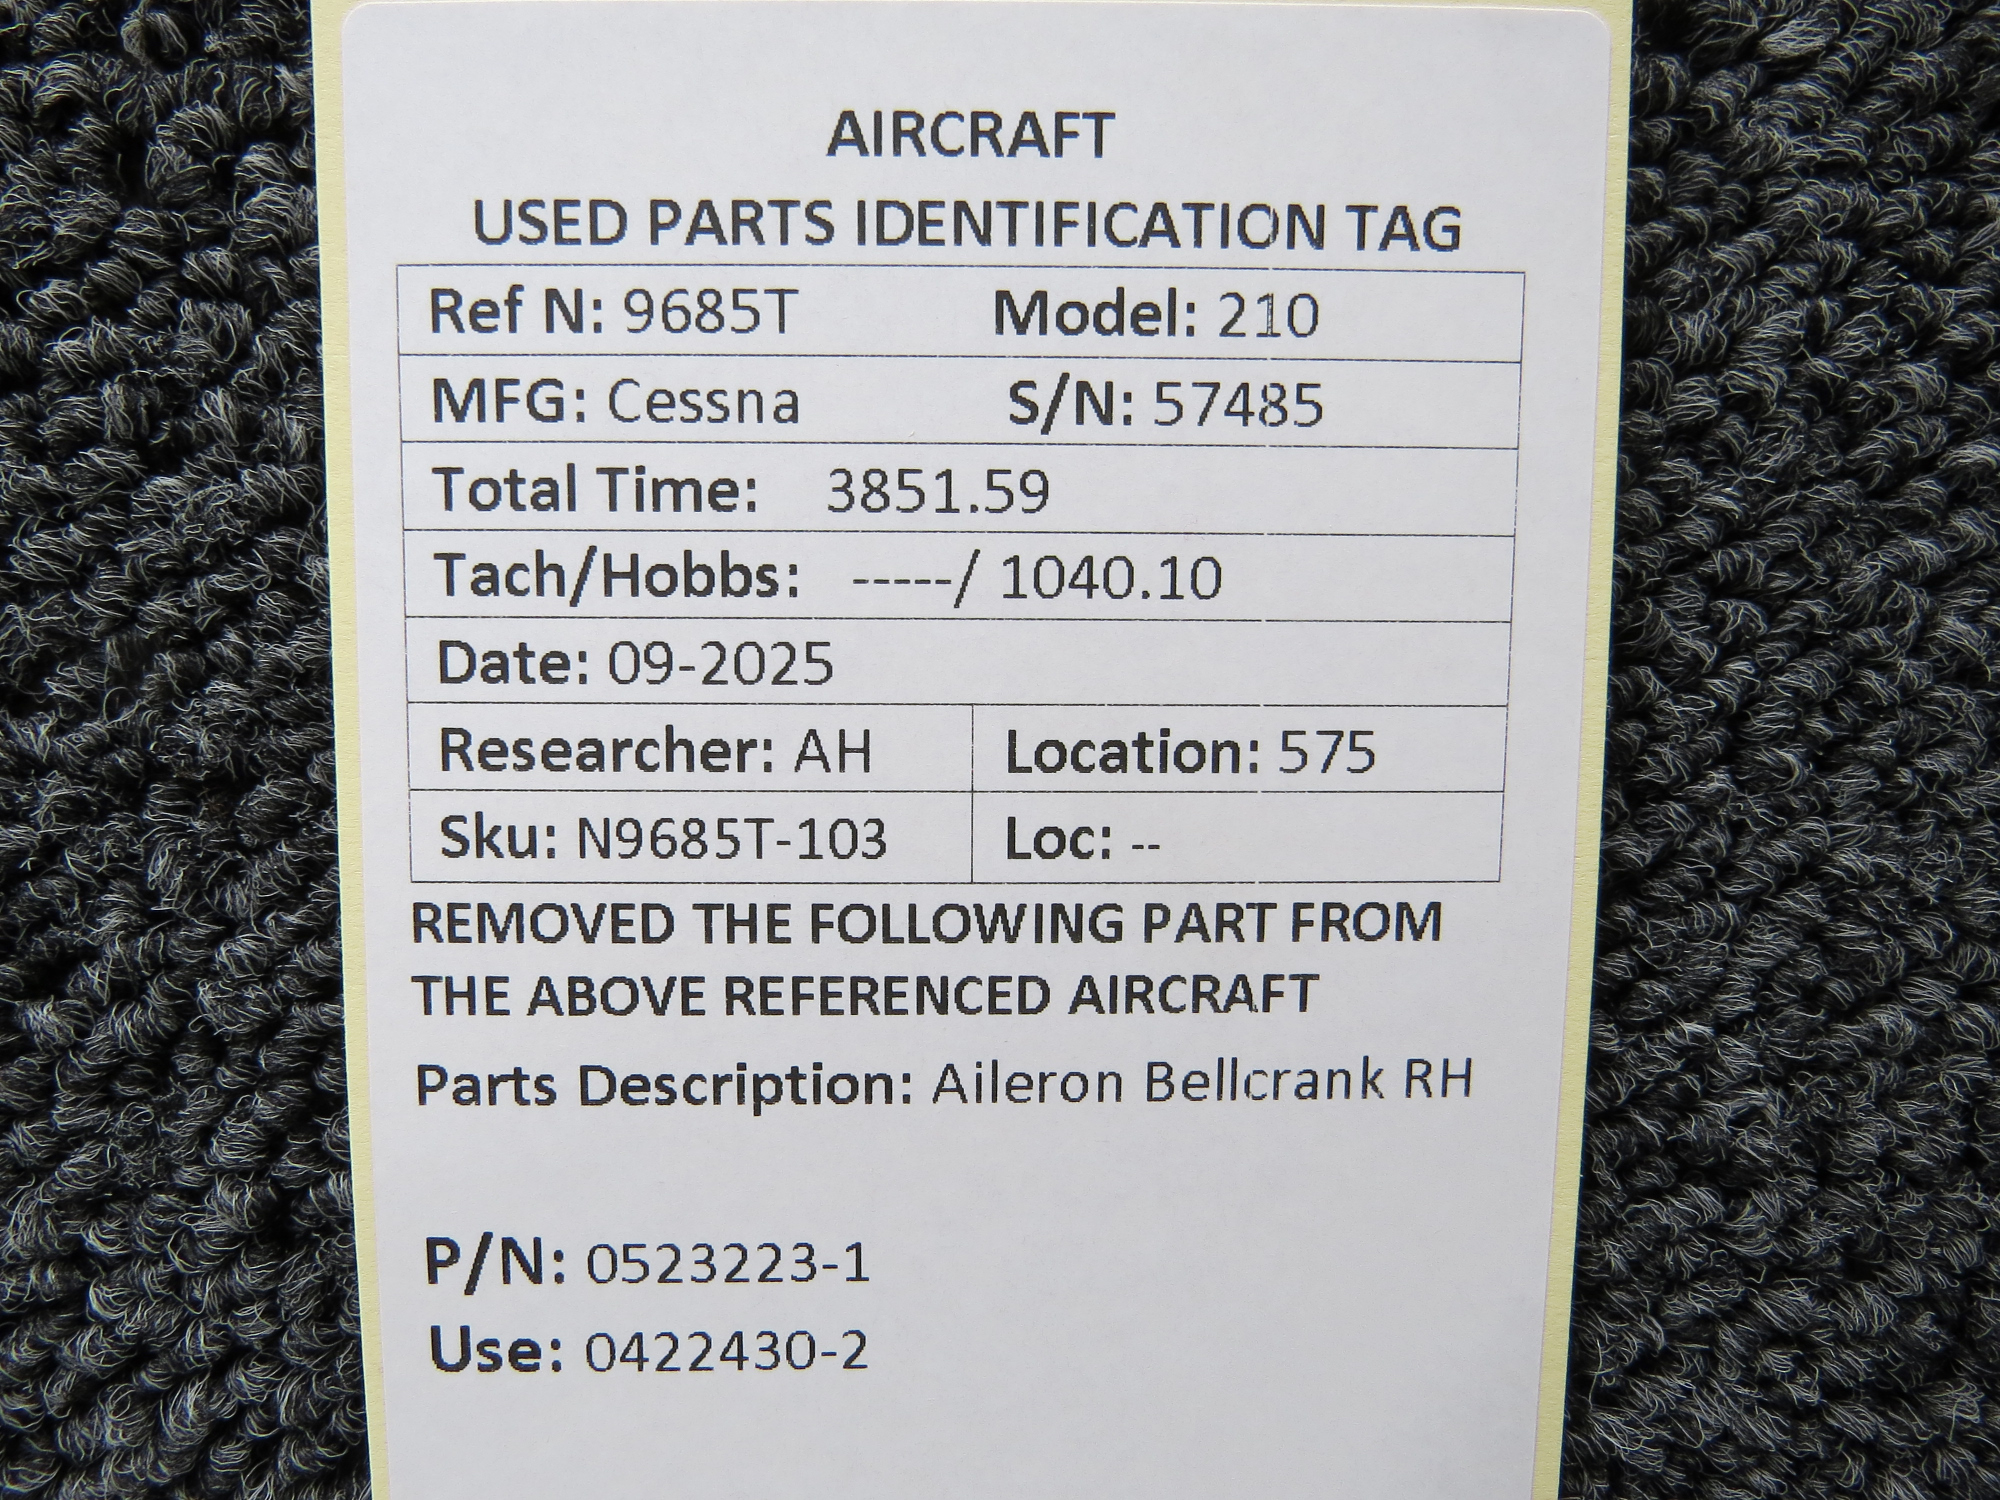 AIRCRAFT
USED PARTS IDENTIFICATION TAG
Ref N: 9685T Model: 210
MFG: Cessna S/N: 57485
Total Time: 3851.59
Tach/Hobbs: -----/ 1040.10
Date: 09-2025
Researcher: AH Location: 575
Sku: N9685T-103 Loc: --
REMOVED THE FOLLOWING PART FROM
THE ABOVE REFERENCED AIRCRAFT
Parts Description: Aileron Bellcrank RH
P/N: 0523223-1
Use: 0422430-2